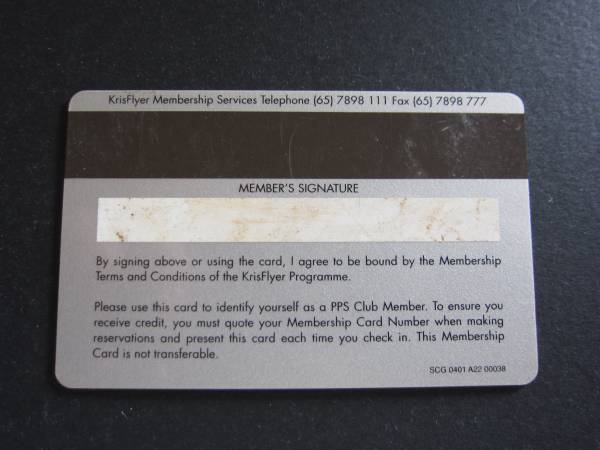 KrisFlyer Membership Services Telephone (65) 7898 111 Fax (65) 7898 777
MEMBER'S SIGNATURE
By signing above or using the card, I agree to be bound by the Membership
Terms and Conditions of the KrisFlyer Programme.
Please use this card to identify yourself as a PPS Club Member. To ensure you
receive credit, you must quote your Membership Card Number when making
reservations and present this card each time you check in. This Membership
Card is not transferable.
SCG 0401 A22 00038